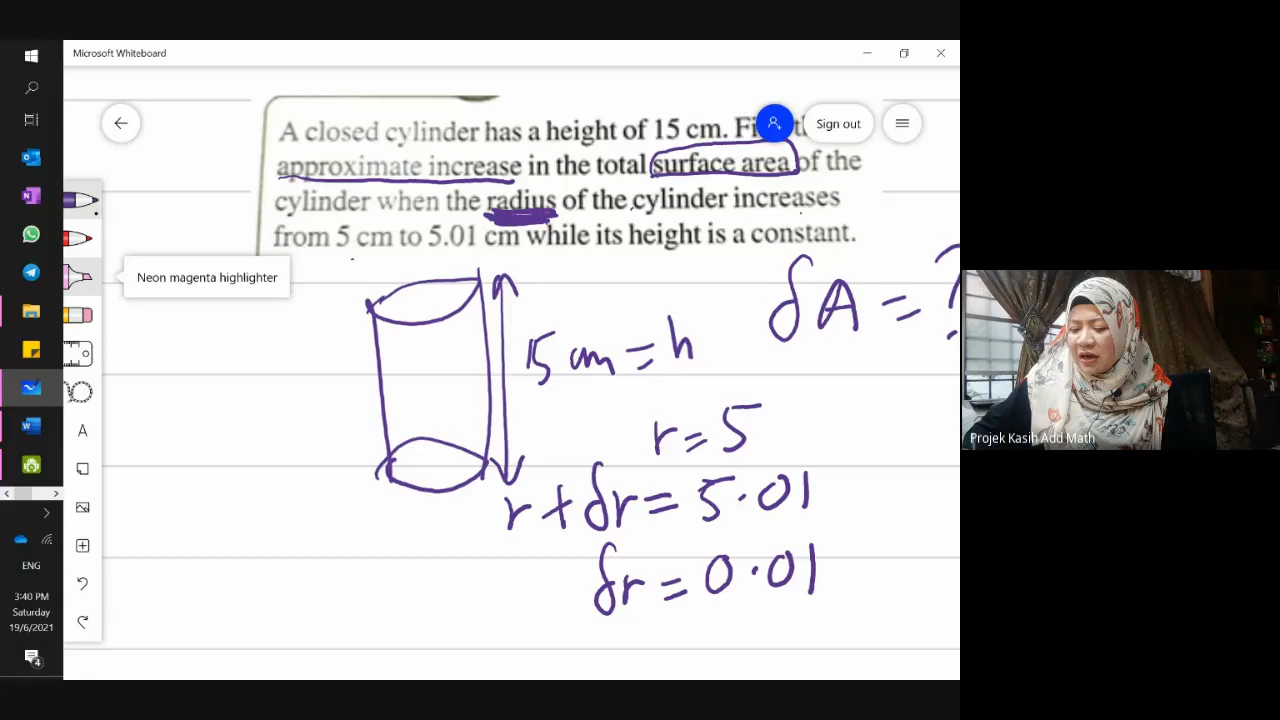 Microsoft Whiteboard
A closed cylinder has a height of 15 cm.
Sign out
approximate increase in the total surface area of the
cylinder when the radius of the cylinder increases
from 5 cm to 5.01 cm while its height is a constant.
Neon magenta highlighter
δA = ?
15 cm = h
r = 5
r + δr = 5.01
δr = 0.01
Projek Kasih Add Math
A
ENG
3:40 PM
Saturday
19/6/2021
4